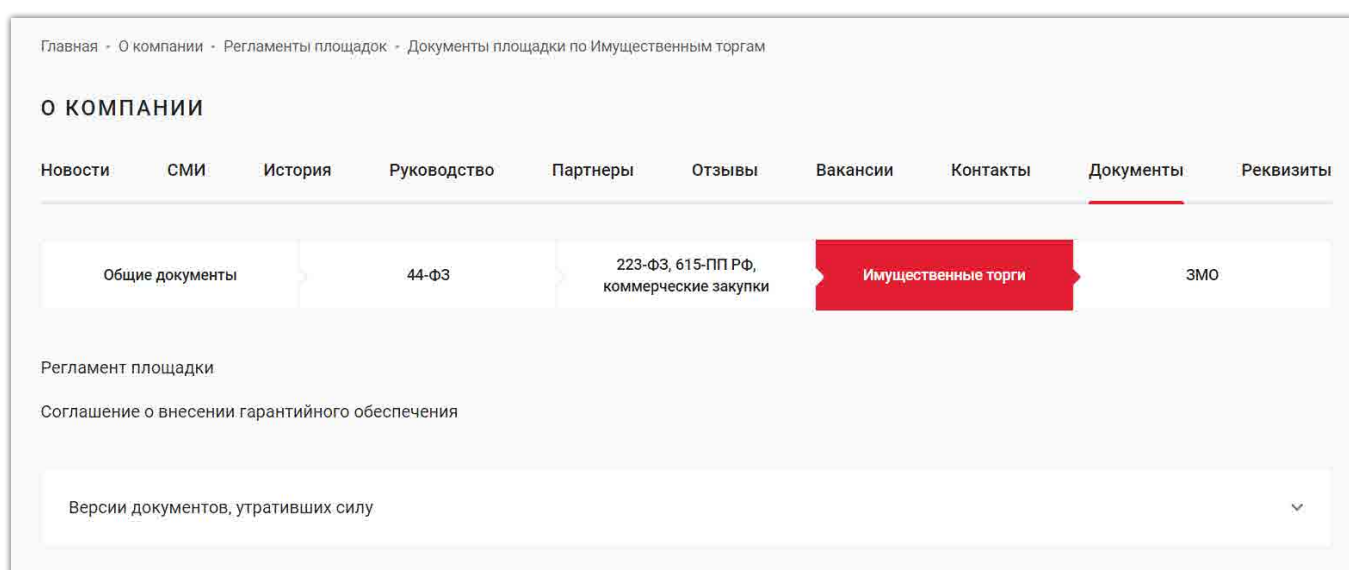 Главная - О компании - Регламенты площадок - Документы площадки по Имущественным торгам
О КОМПАНИИ
Новости СМИ История Руководство Партнеры Отзывы Вакансии Контакты Документы Реквизиты
Общие документы 44-ФЗ 223-ФЗ, 615-ПП РФ, Имущественные торги ЗМО
коммерческие закупки
Регламент площадки
Соглашение о внесении гарантийного обеспечения
Версии документов, утративших силу